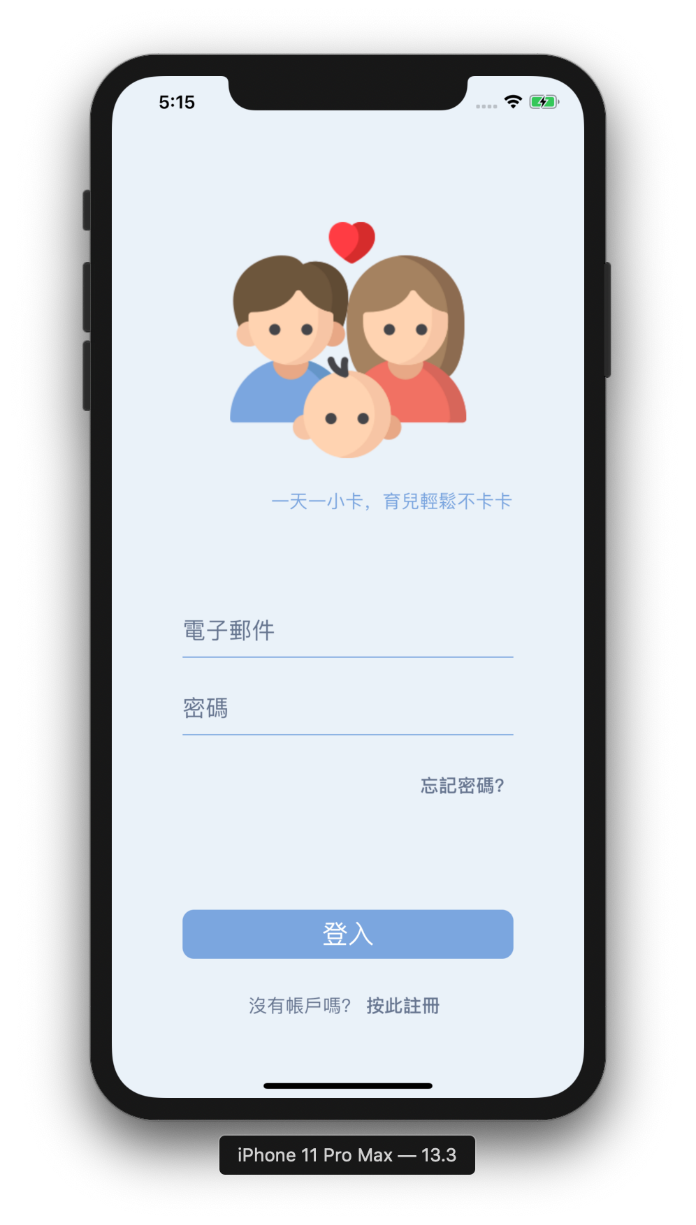 5:15
一天一小卡，育兒輕鬆不卡卡
電子郵件
密碼
忘記密碼?
登入
沒有帳戶嗎? 按此註冊
iPhone 11 Pro Max — 13.3